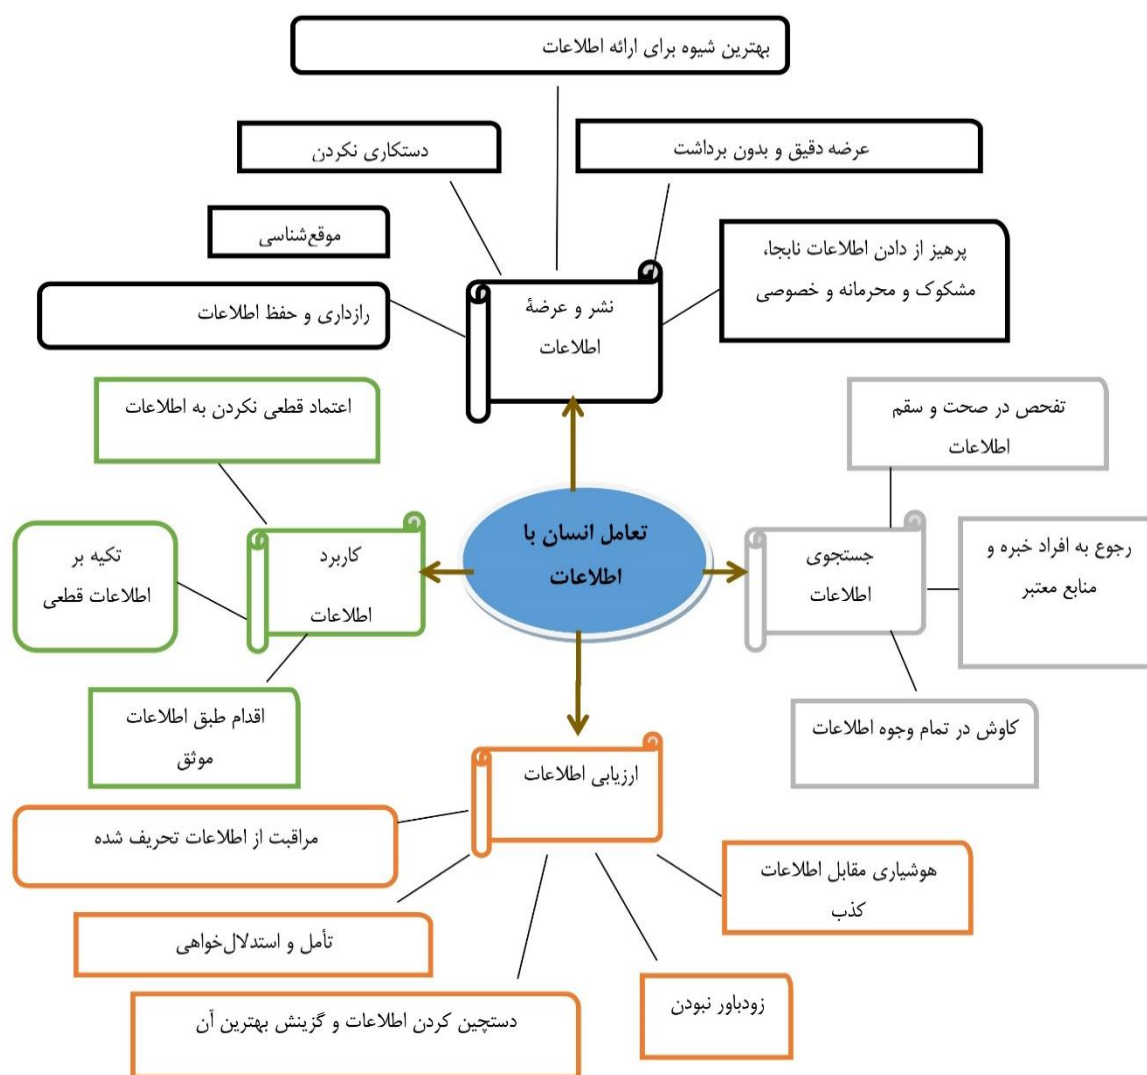 بهترین شیوه برای ارائه اطلاعات
عرضه دقیق و بدون برداشت
دستکاری نکردن
موقع‌شناسی
پرهیز از دادن اطلاعات نابجا،
مشکوک و محرمانه و خصوصی
رازداری و حفظ اطلاعات
نشر و عرضهٔ
اطلاعات
تفحص در صحت و سقم
اطلاعات
رجوع به افراد خبره و
منابع معتبر
کاوش در تمام وجوه اطلاعات
جستجوی
اطلاعات
تعامل انسان با
اطلاعات
اعتماد قطعی نکردن به اطلاعات
کاربرد
اطلاعات
تکیه بر
اطلاعات قطعی
اقدام طبق اطلاعات
موثق
ارزیابی اطلاعات
مراقبت از اطلاعات تحریف شده
هوشیاری مقابل اطلاعات
کذب
تأمل و استدلال‌خواهی
زودباور نبودن
دستچین کردن اطلاعات و گزینش بهترین آن